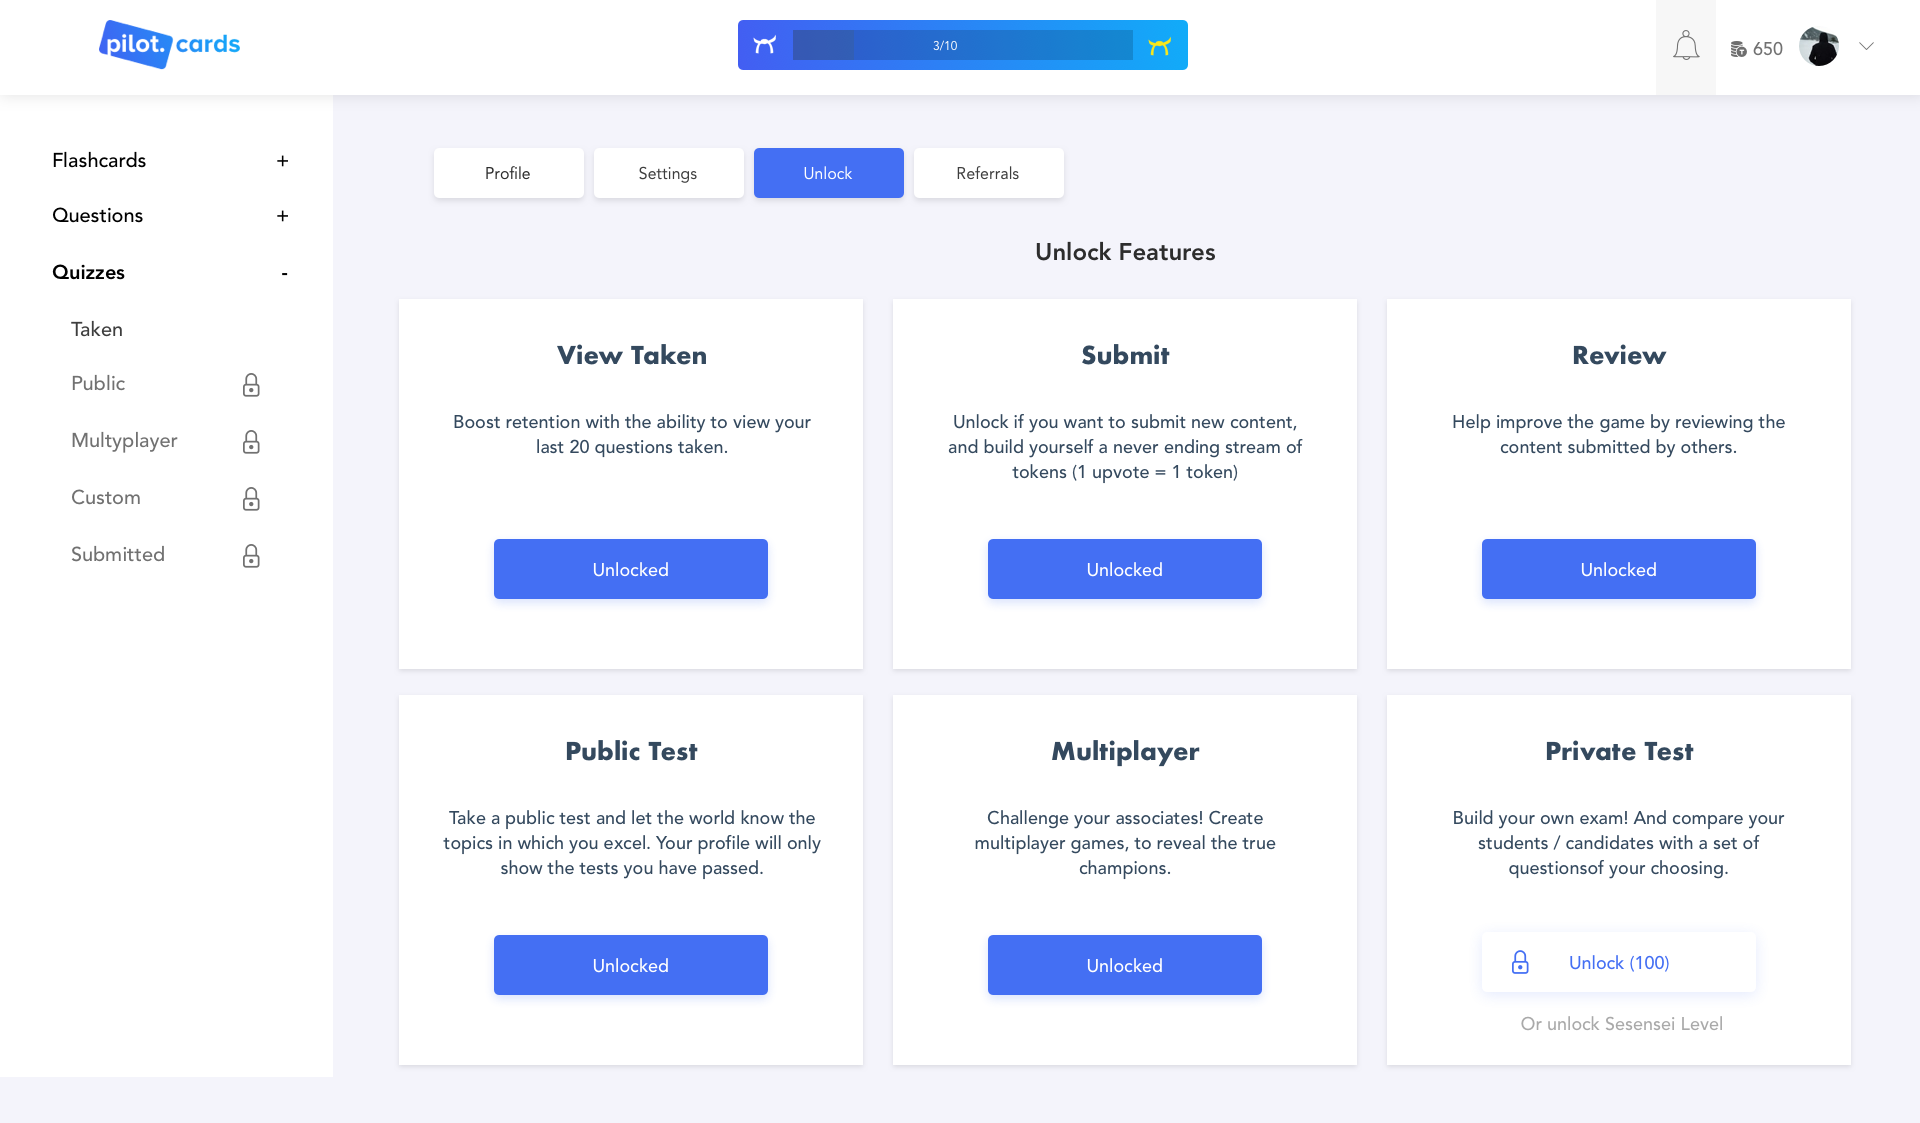 pilot. cards
3/10
650
Flashcards +
Questions +
Quizzes -
Taken
Public
Multyplayer
Custom
Submitted
Profile
Settings
Unlock
Referrals
Unlock Features
View Taken
Boost retention with the ability to view your
last 20 questions taken.
Unlocked
Submit
Unlock if you want to submit new content,
and build yourself a never ending stream of
tokens (1 upvote = 1 token)
Unlocked
Review
Help improve the game by reviewing the
content submitted by others.
Unlocked
Public Test
Take a public test and let the world know the
topics in which you excel. Your profile will only
show the tests you have passed.
Unlocked
Multiplayer
Challenge your associates! Create
multiplayer games, to reveal the true
champions.
Unlocked
Private Test
Build your own exam! And compare your
students / candidates with a set of
questionsof your choosing.
Unlock (100)
Or unlock Sesensei Level